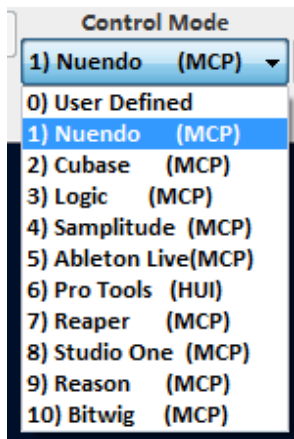 Control Mode
1) Nuendo (MCP)
0) User Defined
1) Nuendo (MCP)
2) Cubase (MCP)
3) Logic (MCP)
4) Samplitude (MCP)
5) Ableton Live(MCP)
6) Pro Tools (HUI)
7) Reaper (MCP)
8) Studio One (MCP)
9) Reason (MCP)
10) Bitwig (MCP)